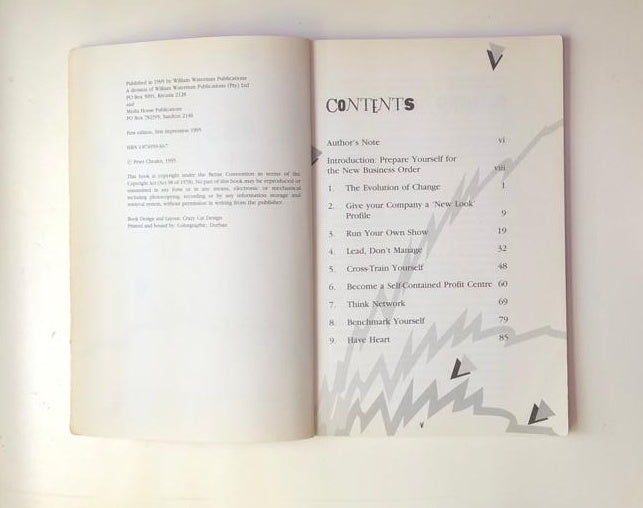 Published in 1995 by William Waterman Publications
A division of William Waterman Publications (Pty) Ltd
PO Box 5091, Rivonia 2128
and
Media House Publications
PO Box 782395, Sandton 2146
First edition, first impression 1995
ISBN
© Peter Cheales, 1995
This book is copyright under the Berne Convention. In terms of the
Copyright Act (Act 98 of 1978). No part of this book may be reproduced or
transmitted in any form or in any means, electronic or mechanical
including photocopying, recording or by any information storage and
retrieval system, without permission in writing from the publisher.
Book Design and Layout: Crazy Cat Designs
Printed and bound by: Colorgraphic, Durban
CONTENTS
Author's Note vi
Introduction: Prepare Yourself for
the New Business Order viii
1. The Evolution of Change 1
2. Give your Company a 'New Look'
Profile 9
3. Run Your Own Show 19
4. Lead, Don't Manage 32
5. Cross-Train Yourself 48
6. Become a Self-Contained Profit Centre 60
7. Think Network 69
8. Benchmark Yourself 79
9. Have Heart 85
v